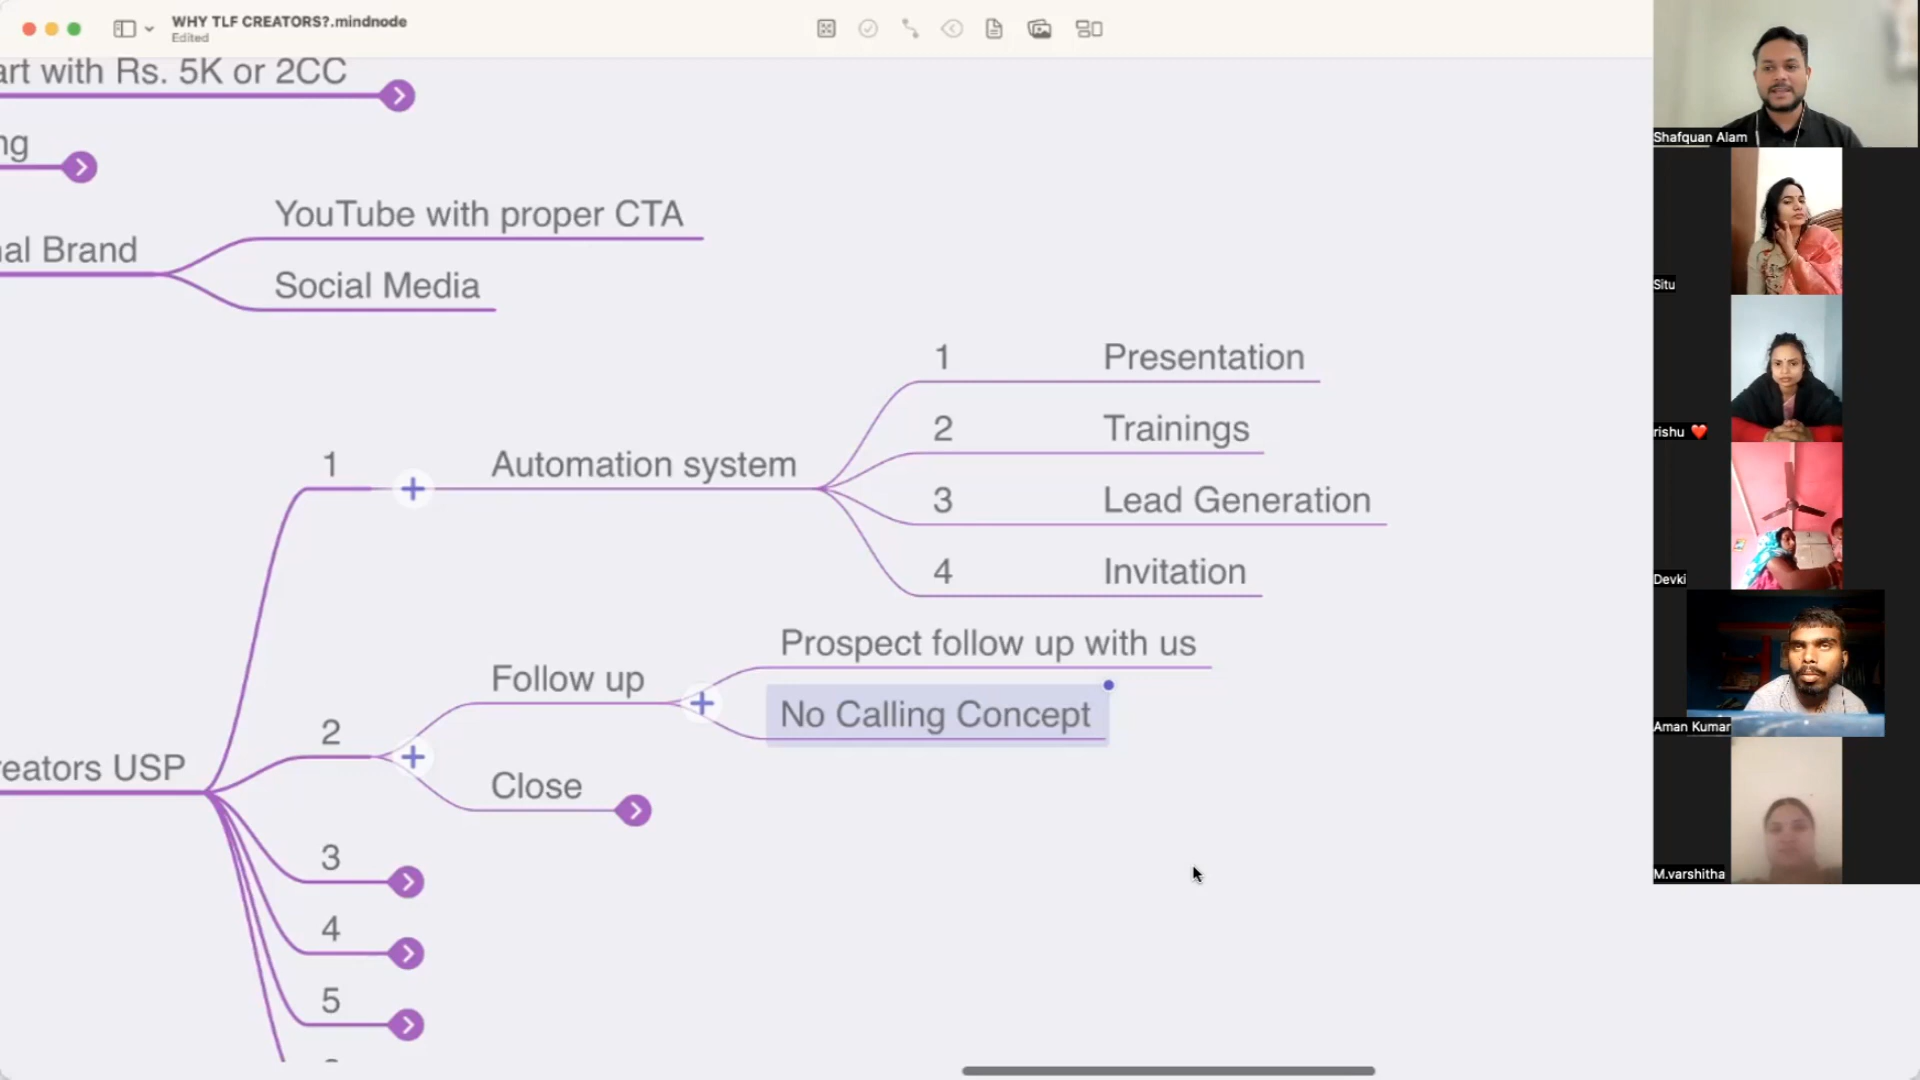 WHY TLF CREATORS?.mindnode
Edited
art with Rs. 5K or 2CC
ng
YouTube with proper CTA
al Brand
Social Media
1 Presentation
2 Trainings
1 Automation system
3 Lead Generation
4 Invitation
Prospect follow up with us
Follow up
No Calling Concept
2
reators USP
Close
3
4
5
Shafquan Alam
Situ
rishu ❤️
Devki
Aman Kumar
M.varshitha